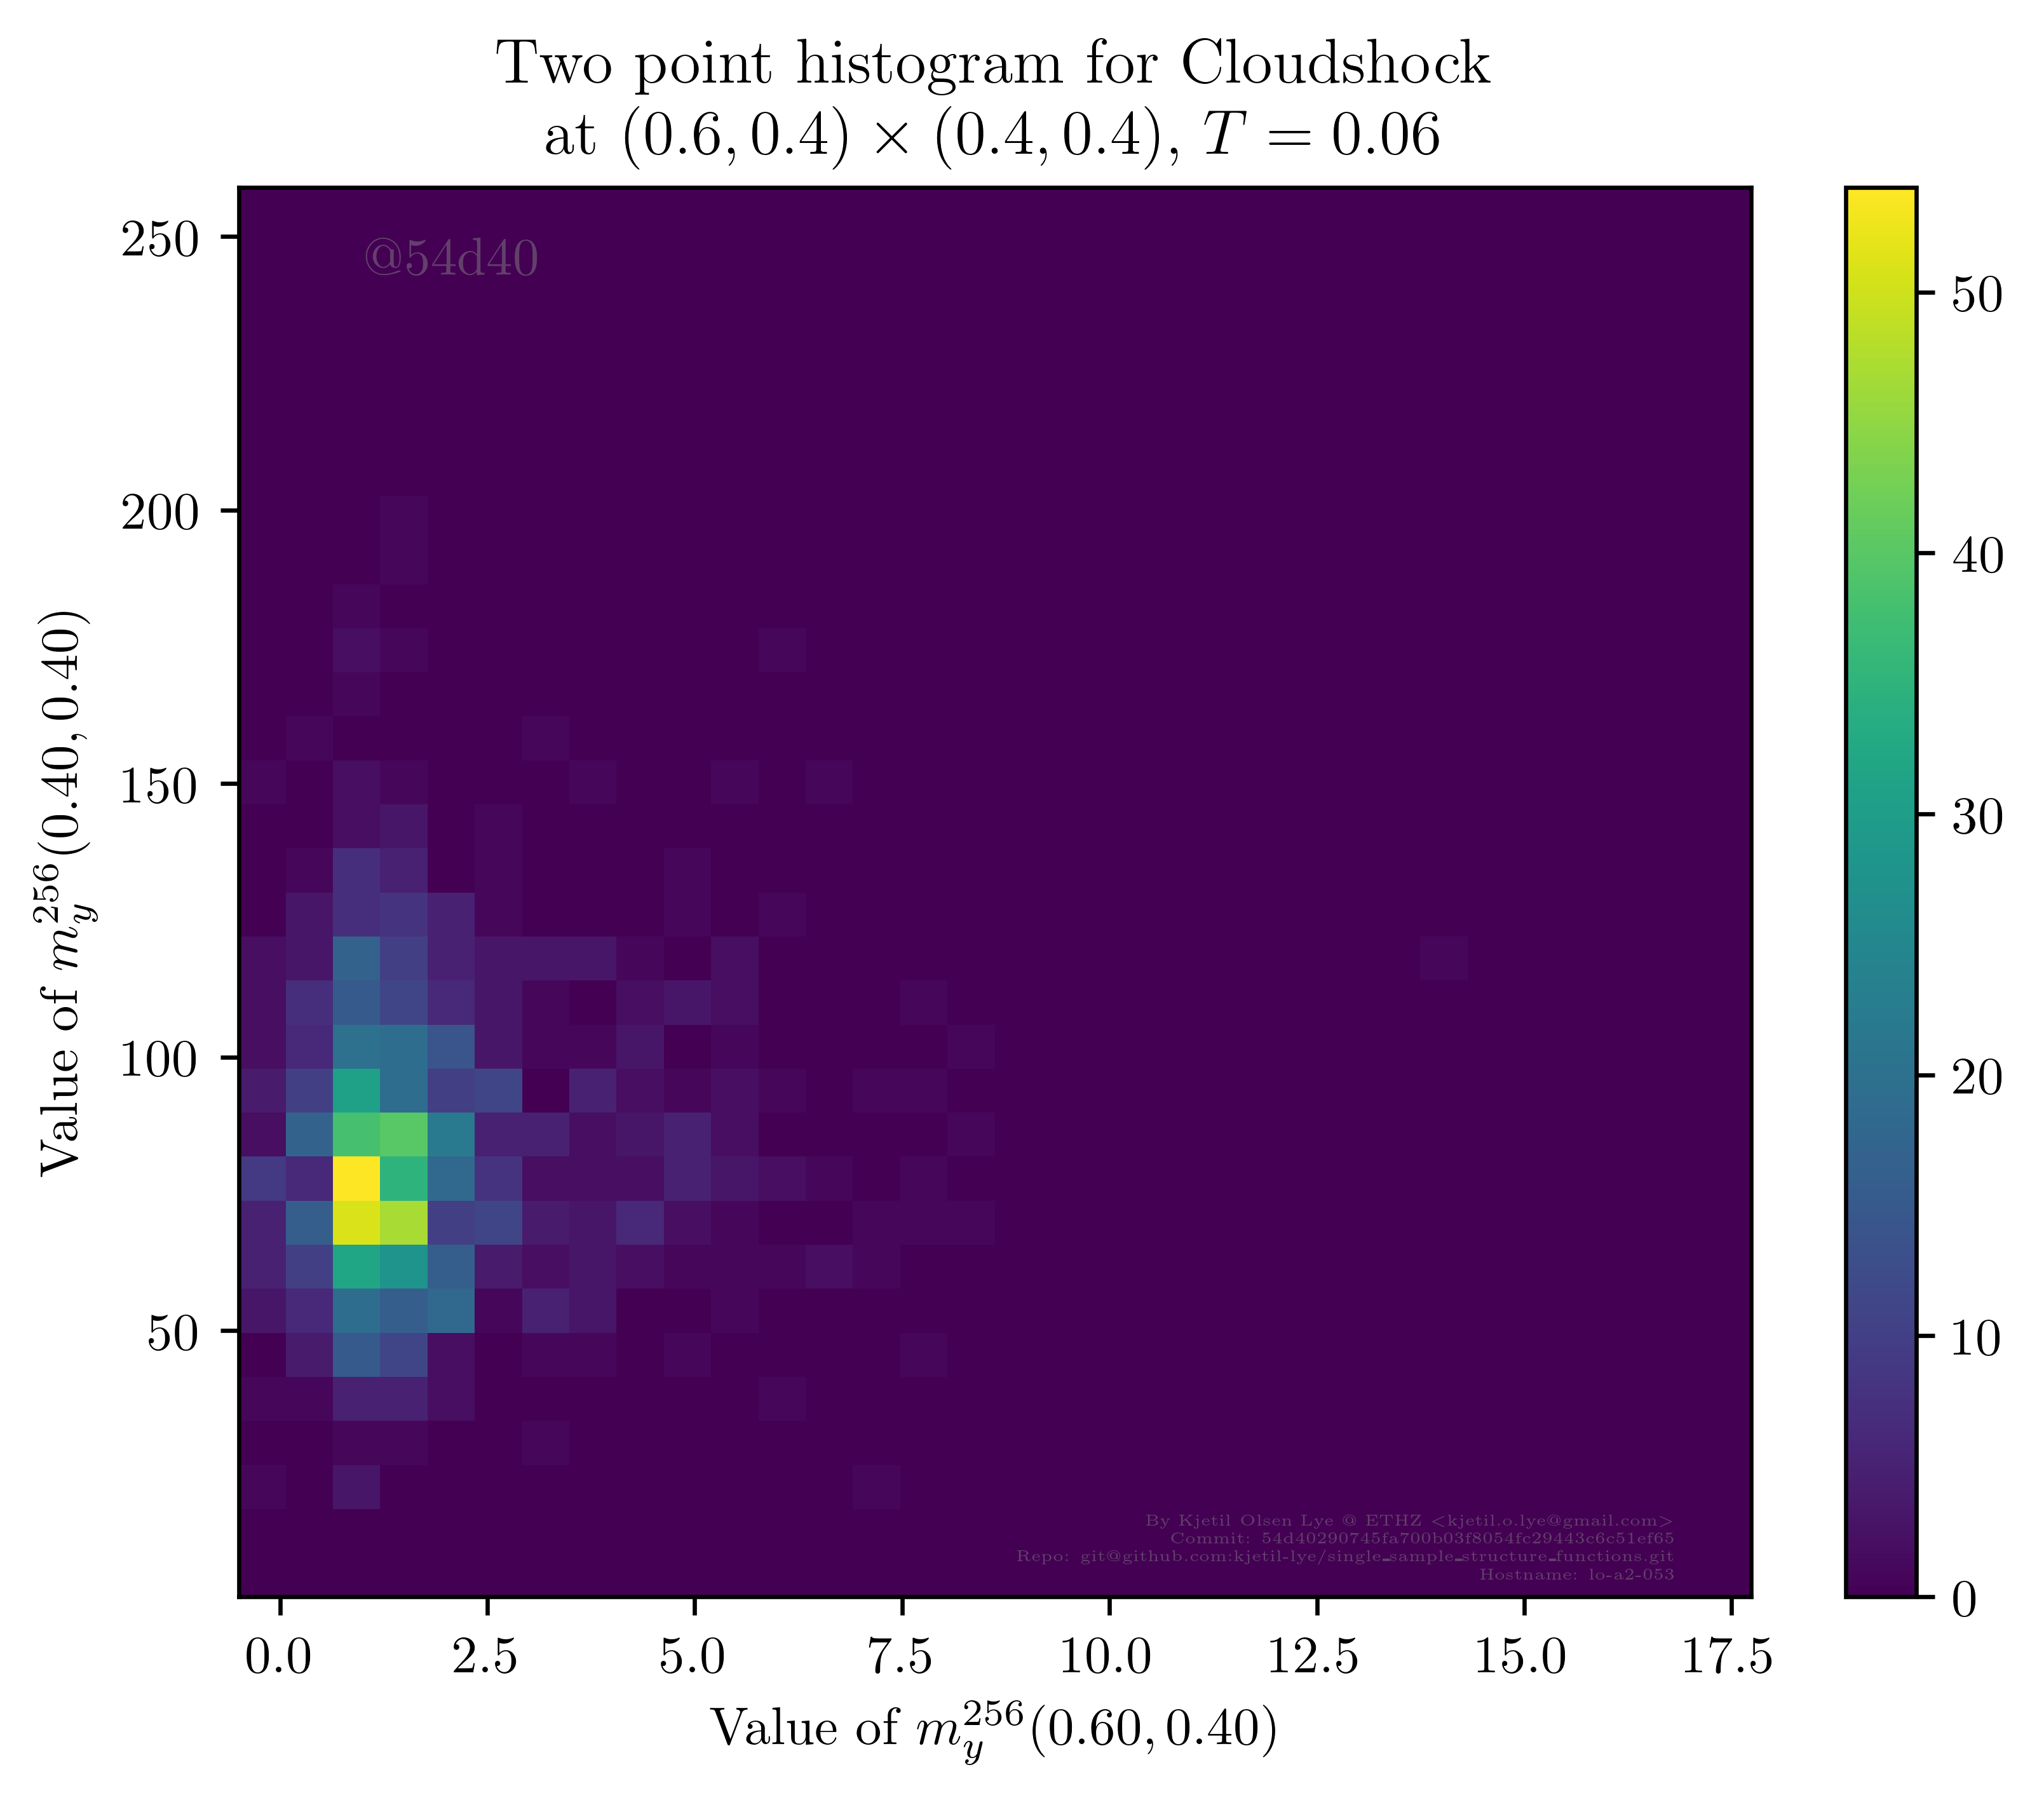 Two point histogram for Cloudshock
at (0.6, 0.4) × (0.4, 0.4), T = 0.06
@54d40
250
200
150
100
50
Value of m_y^256(0.40, 0.40)
0.0 2.5 5.0 7.5 10.0 12.5 15.0 17.5
Value of m_y^256(0.60, 0.40)
50
40
30
20
10
0
By Kjetil Olsen Lye @ ETHZ <kjetil.o.lye@gmail.com>
Commit: 54d40290745fa700b03f8054fc29443c6c51ef65
Repo: git@github.com:kjetil-lye/single_sample_structure_functions.git
Hostname: lo-a2-053